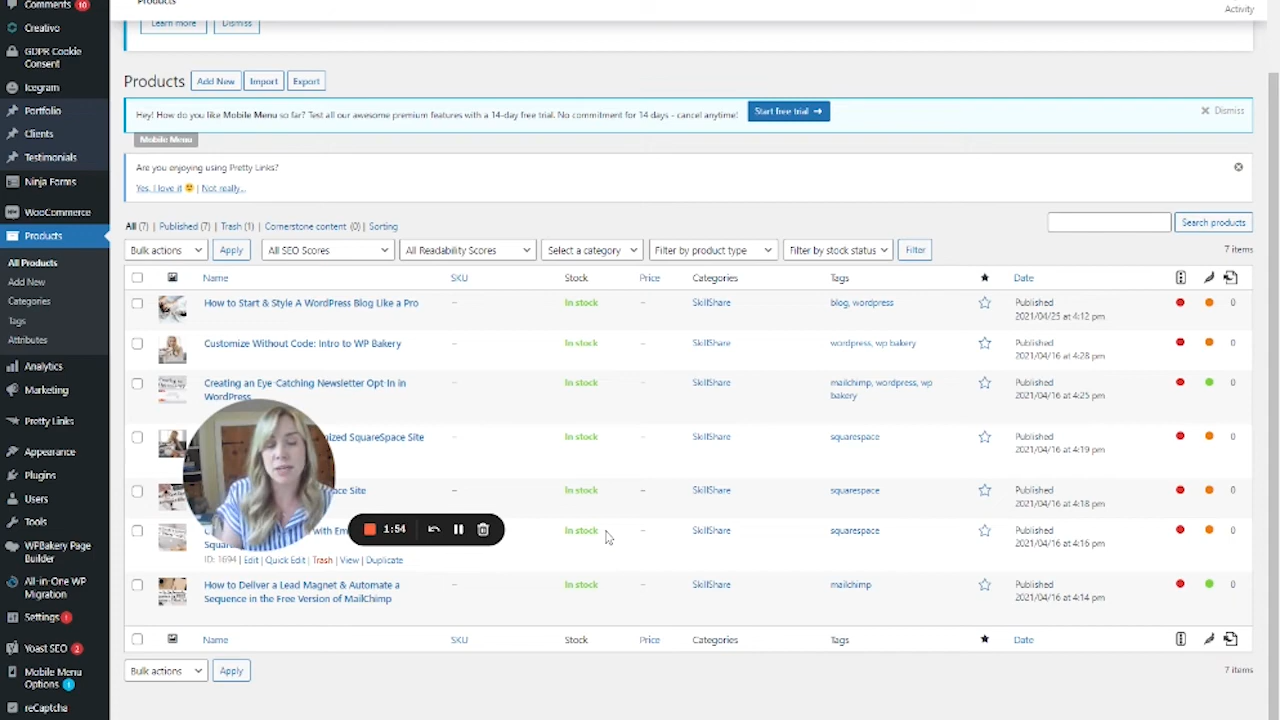 Comments 10
Products
Activity
Creativo
Learn more
Dismiss
GDPR Cookie
Consent
Icegram
Portfolio
Clients
Testimonials
Ninja Forms
WooCommerce
Products
All Products
Add New
Categories
Tags
Attributes
Analytics
Marketing
Pretty Links
Appearance
Plugins
Users
Tools
WPBakery Page
Builder
All-in-One WP
Migration
Settings 1
Yoast SEO 2
Mobile Menu
Options 1
reCaptcha
Products Add New Import Export
Hey! How do you like Mobile Menu so far? Test all our awesome premium features with a 14-day free trial. No commitment for 14 days - cancel anytime! Start free trial → Dismiss
Mobile Menu
Are you enjoying using Pretty Links?
Yes, I love it | Not really...
All (7) | Published (7) | Trash (1) | Cornerstone content (0) | Sorting
Search products
Bulk actions Apply All SEO Scores All Readability Scores Select a category Filter by product type Filter by stock status Filter 7 items
Name SKU Stock Price Categories Tags Date
How to Start & Style A WordPress Blog Like a Pro – In stock – SkillShare blog, wordpress Published 0
2021/04/25 at 4:12 pm
Customize Without Code: Intro to WP Bakery – In stock – SkillShare wordpress, wp bakery Published 0
2021/04/16 at 4:28 pm
Creating an Eye-Catching Newsletter Opt-In in – In stock – SkillShare mailchimp, wordpress, wp Published 0
WordPress bakery 2021/04/16 at 4:25 pm
SquareSpace Site – In stock – SkillShare squarespace Published 0
2021/04/16 at 4:19 pm
Site – In stock – SkillShare squarespace Published 0
2021/04/16 at 4:18 pm
with – In stock – SkillShare squarespace Published 0
2021/04/16 at 4:16 pm
1:54
ID: 1694 | Edit | Quick Edit | Trash | View | Duplicate
How to Deliver a Lead Magnet & Automate a – In stock – SkillShare mailchimp Published 0
Sequence in the Free Version of MailChimp 2021/04/16 at 4:14 pm
Name SKU Stock Price Categories Tags Date
Bulk actions Apply 7 items